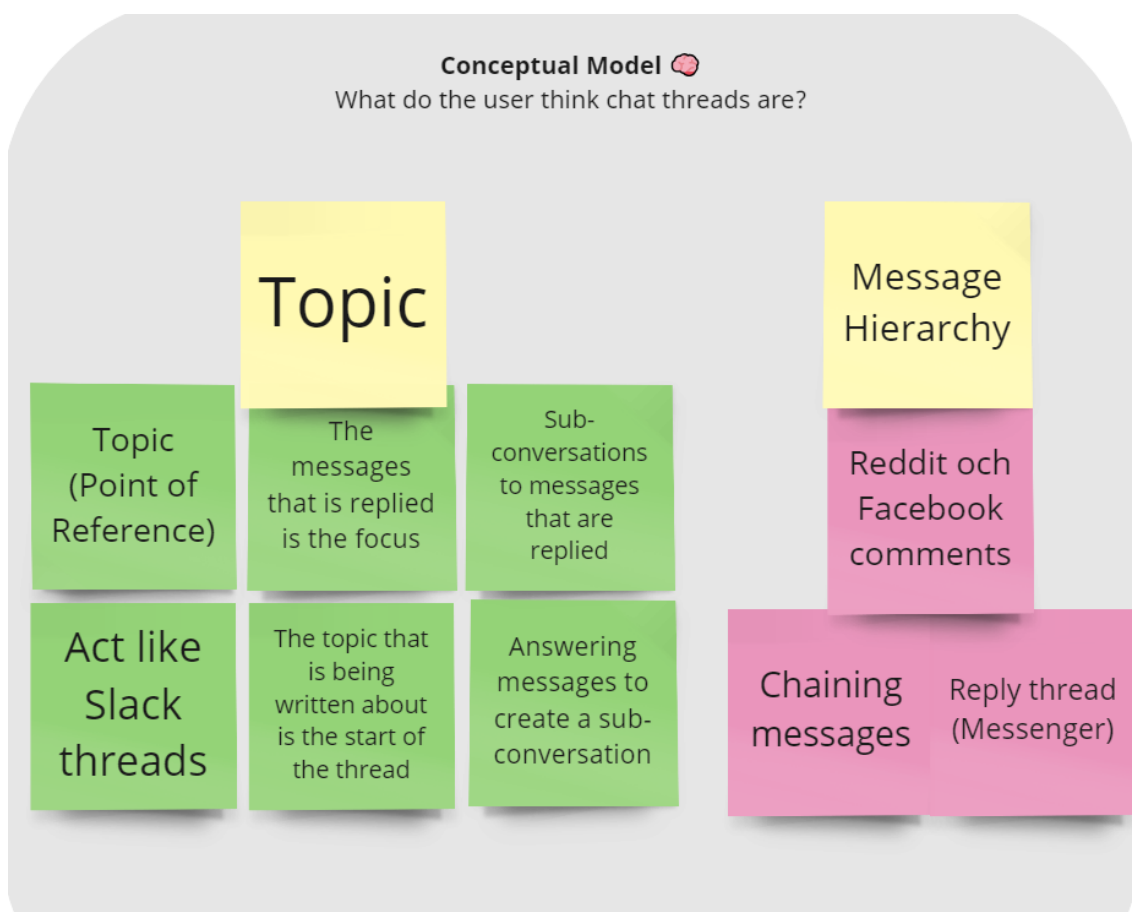 Conceptual Model 🧠
What do the user think chat threads are?
Topic
Message
Hierarchy
Topic
(Point of
Reference)
The
messages
that is replied
is the focus
Sub-
conversations
to messages
that are
replied
Reddit och
Facebook
comments
Act like
Slack
threads
The topic that
is being
written about
is the start of
the thread
Answering
messages to
create a sub-
conversation
Chaining
messages
Reply thread
(Messenger)